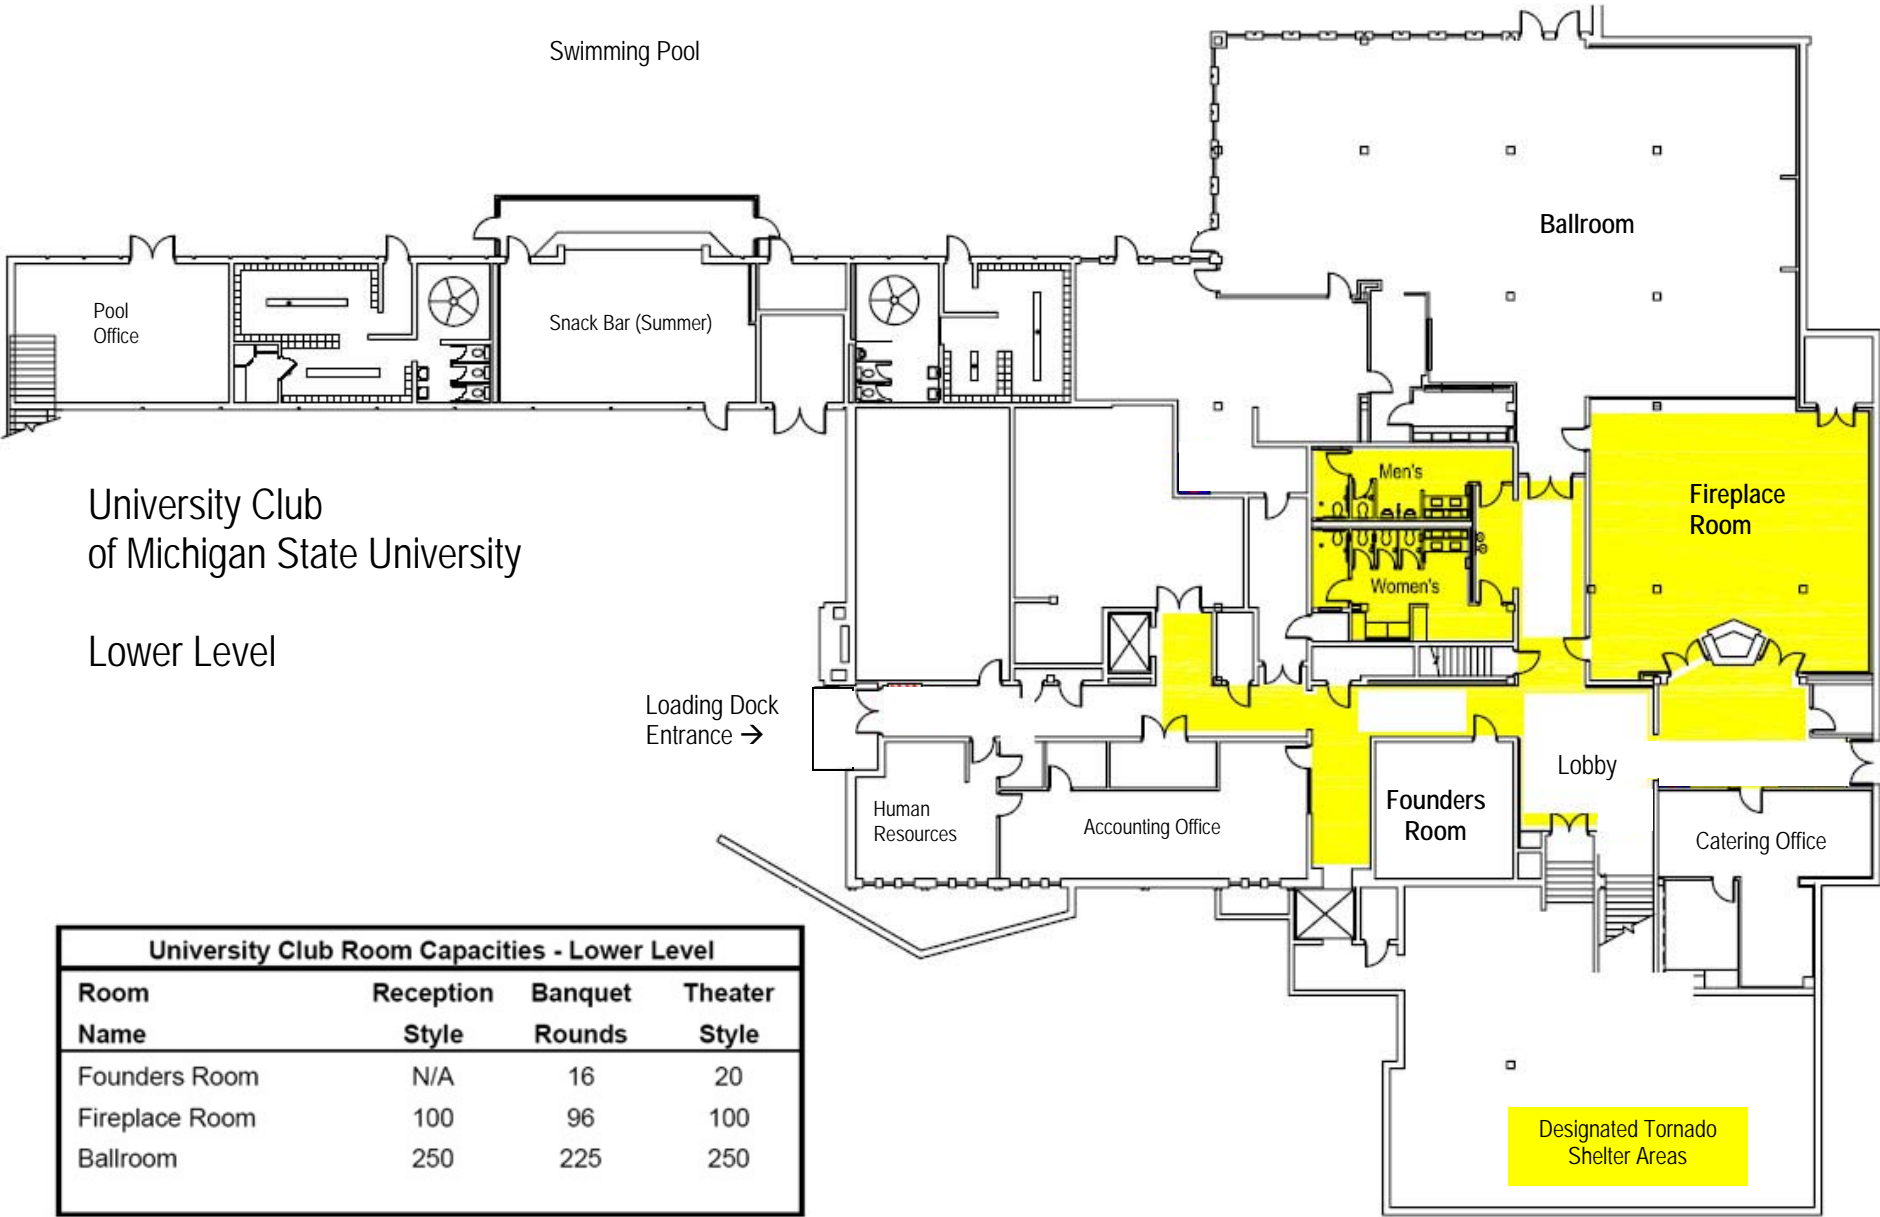 Swimming Pool
Ballroom
Pool
Office
Snack Bar (Summer)
Men's
Fireplace
Room
University Club
of Michigan State University
Women's
Lower Level
Loading Dock
Entrance →
Lobby
Human
Resources
Accounting Office
Founders
Room
Catering Office
University Club Room Capacities - Lower Level
Room Reception Banquet Theater
Name Style Rounds Style
Founders Room N/A 16 20
Fireplace Room 100 96 100
Ballroom 250 225 250
Designated Tornado
Shelter Areas